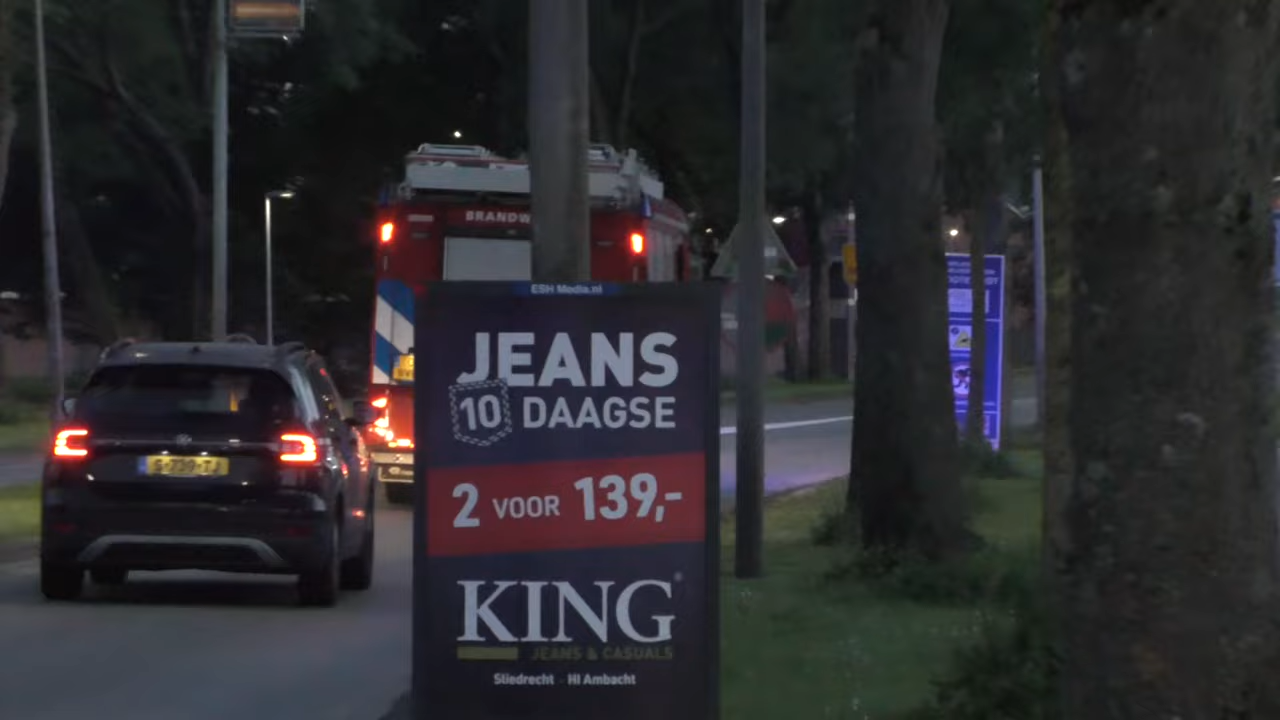 BRANDW
ESH Media.nl
JEANS
10 DAAGSE
2 VOOR 139,-
KING®
JEANS & CASUALS
Sliedrecht - HI Ambacht